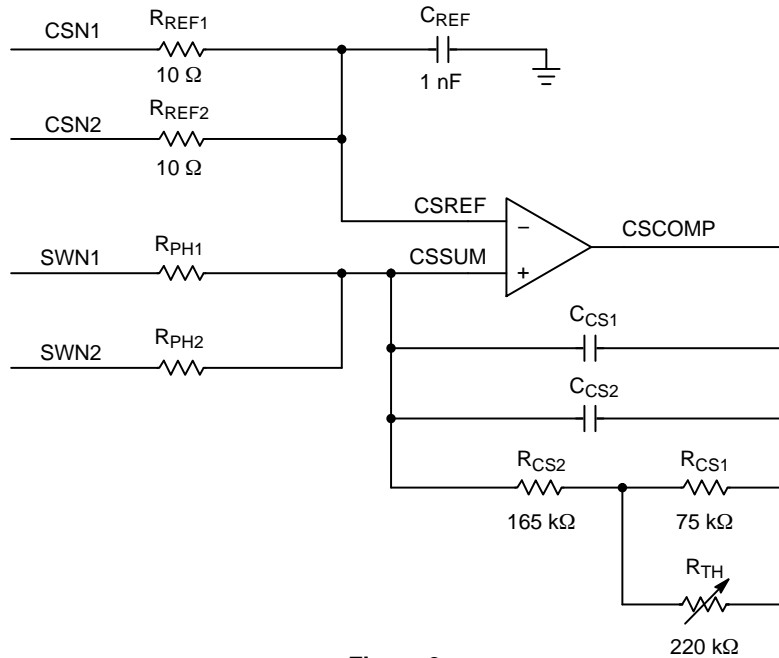 CSN1
R_REF1
10 Ω
C_REF
1 nF
CSN2
R_REF2
10 Ω
CSREF
−
CSCOMP
SWN1
R_PH1
CSSUM
+
SWN2
R_PH2
C_CS1
C_CS2
R_CS2
165 kΩ
R_CS1
75 kΩ
R_TH
220 kΩ